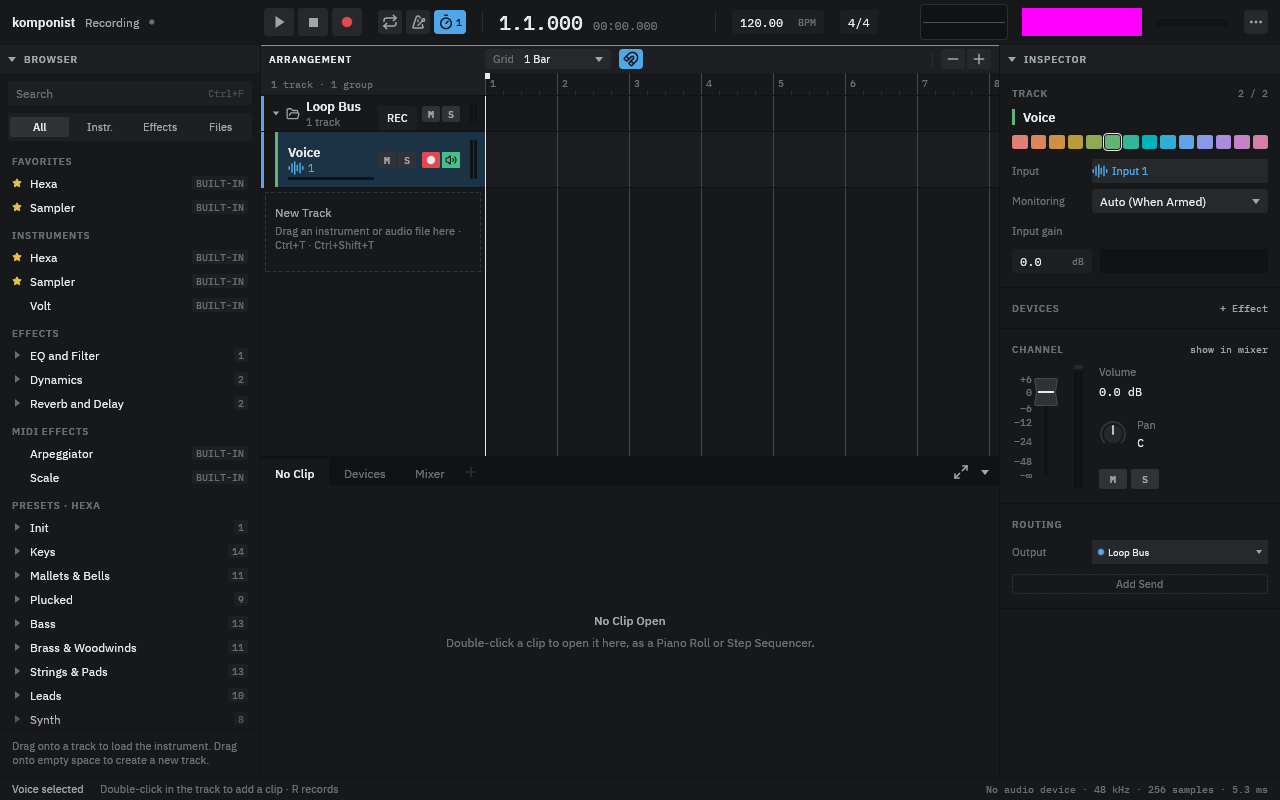 komponist Recording
1
1.1.000 00:00.000
120.00 BPM 4/4
BROWSER
Search Ctrl+F
All Instr. Effects Files
FAVORITES
Hexa BUILT-IN
Sampler BUILT-IN
INSTRUMENTS
Hexa BUILT-IN
Sampler BUILT-IN
Volt BUILT-IN
EFFECTS
EQ and Filter 1
Dynamics 2
Reverb and Delay 2
MIDI EFFECTS
Arpeggiator BUILT-IN
Scale BUILT-IN
PRESETS · HEXA
Init 1
Keys 14
Mallets & Bells 11
Plucked 9
Bass 13
Brass & Woodwinds 11
Strings & Pads 13
Leads 10
Synth 8
Drag onto a track to load the instrument. Drag
onto empty space to create a new track.
ARRANGEMENT Grid 1 Bar
1 track · 1 group
1 2 3 4 5 6 7 8
Loop Bus
1 track
REC M S
Voice
1
M S
New Track
Drag an instrument or audio file here ·
Ctrl+T · Ctrl+Shift+T
No Clip Devices Mixer
No Clip Open
Double-click a clip to open it here, as a Piano Roll or Step Sequencer.
INSPECTOR
TRACK 2 / 2
Voice
Input Input 1
Monitoring Auto (When Armed)
Input gain
0.0 dB
DEVICES + Effect
CHANNEL show in mixer
+6
0
−6
−12
−24
−48
−∞
Volume
0.0 dB
Pan
C
M S
ROUTING
Output Loop Bus
Add Send
Voice selected Double-click in the track to add a clip · R records
No audio device · 48 kHz · 256 samples · 5.3 ms